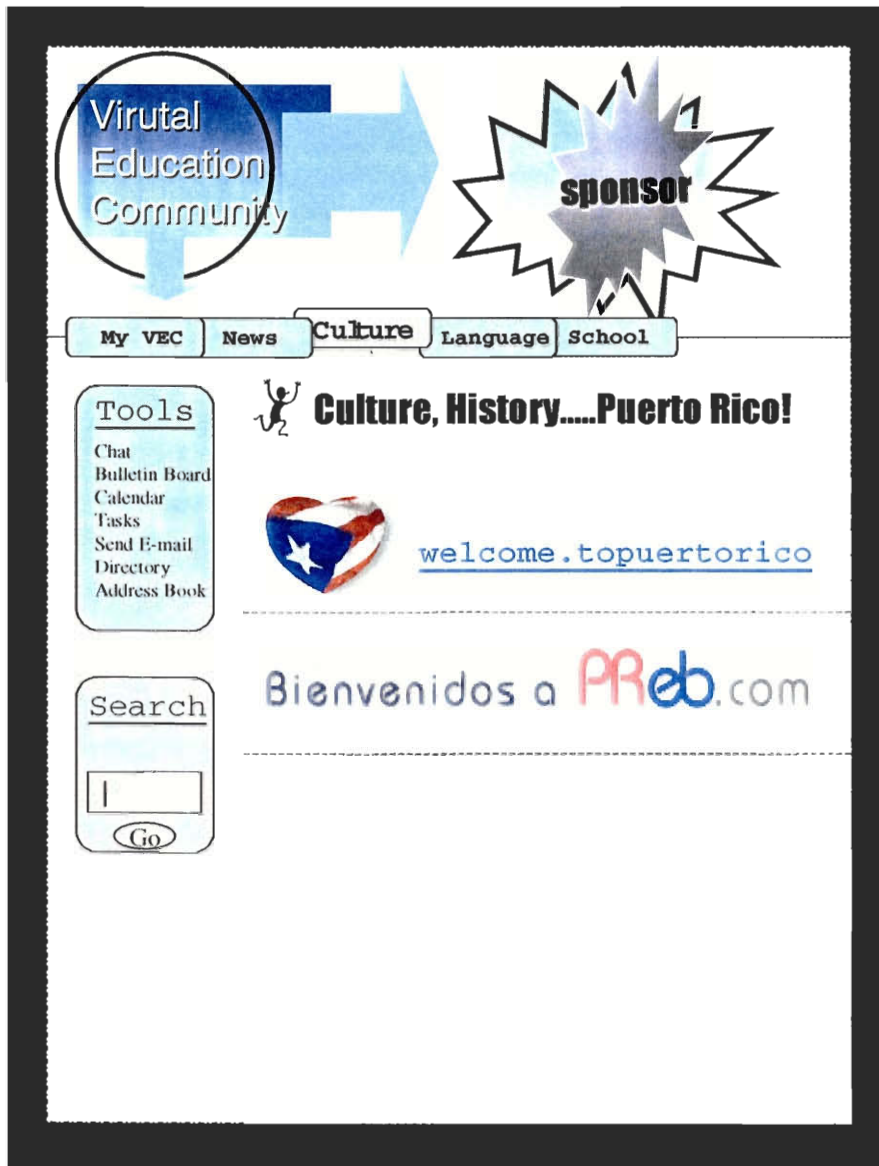 Virutal
Education
Community
sponsor
My VEC
News
Culture
Language
School
Tools
Chat
Bulletin Board
Calendar
Tasks
Send E-mail
Directory
Address Book
Culture, History.....Puerto Rico!
welcome.topuertorico
Bienvenidos a PReb.com
Search
Go